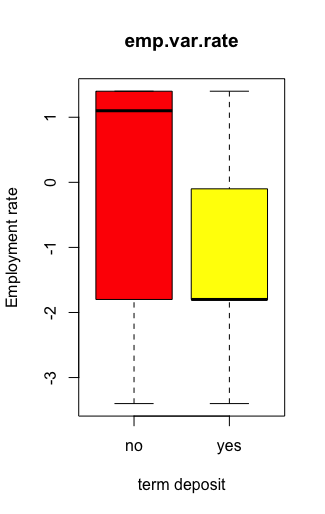 emp.var.rate
Employment rate
1
0
-1
-2
-3
no yes
term deposit